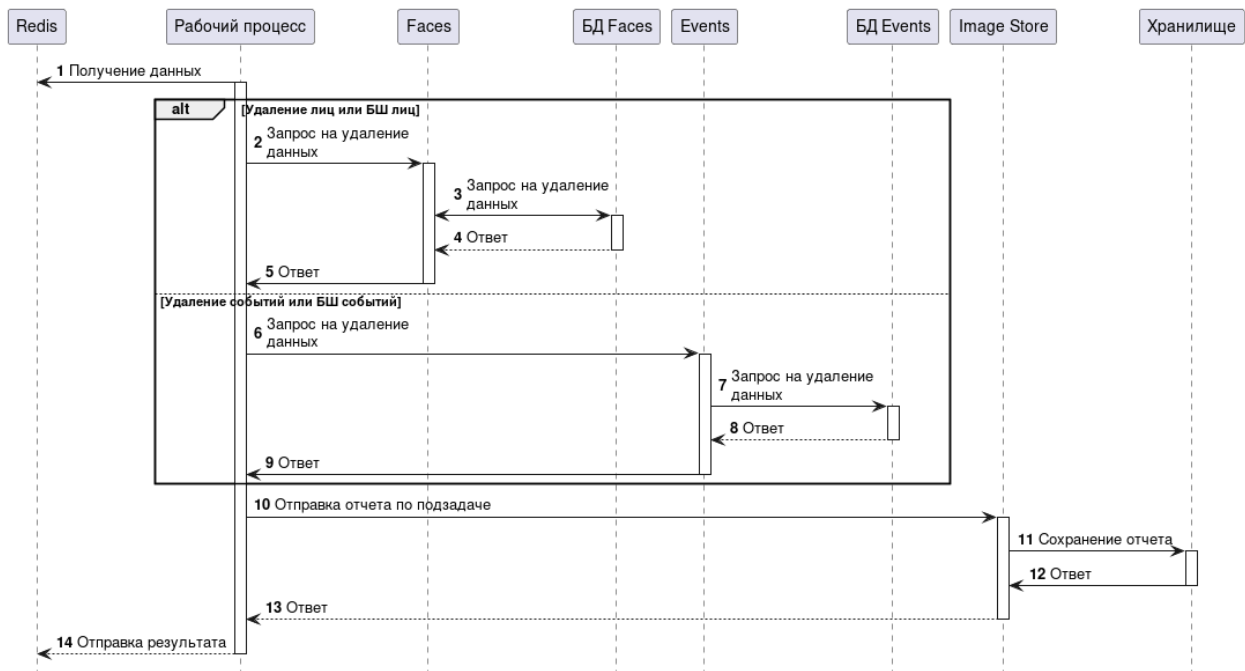 Redis
Рабочий процесс
Faces
БД Faces
Events
БД Events
Image Store
Хранилище
1 Получение данных
alt
[Удаление лиц или БШ лиц]
2 Запрос на удаление
данных
3 Запрос на удаление
данных
4 Ответ
5 Ответ
[Удаление событий или БШ событий]
6 Запрос на удаление
данных
7 Запрос на удаление
данных
8 Ответ
9 Ответ
10 Отправка отчета по подзадаче
11 Сохранение отчета
12 Ответ
13 Ответ
14 Отправка результата